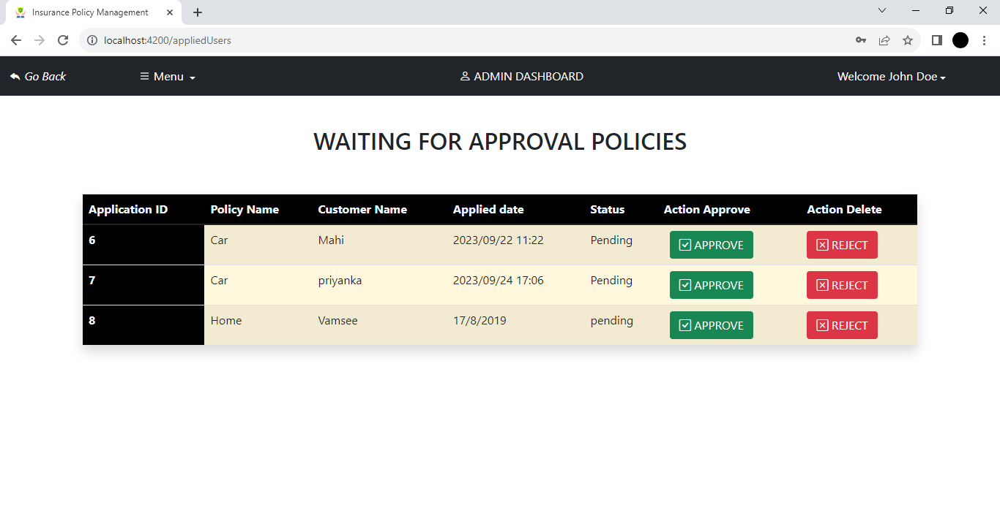 Insurance Policy Management
localhost:4200/appliedUsers
Go Back Menu ADMIN DASHBOARD Welcome John Doe
WAITING FOR APPROVAL POLICIES
Application ID Policy Name Customer Name Applied date Status Action Approve Action Delete
6 Car Mahi 2023/09/22 11:22 Pending APPROVE REJECT
7 Car priyanka 2023/09/24 17:06 Pending APPROVE REJECT
8 Home Vamsee 17/8/2019 pending APPROVE REJECT